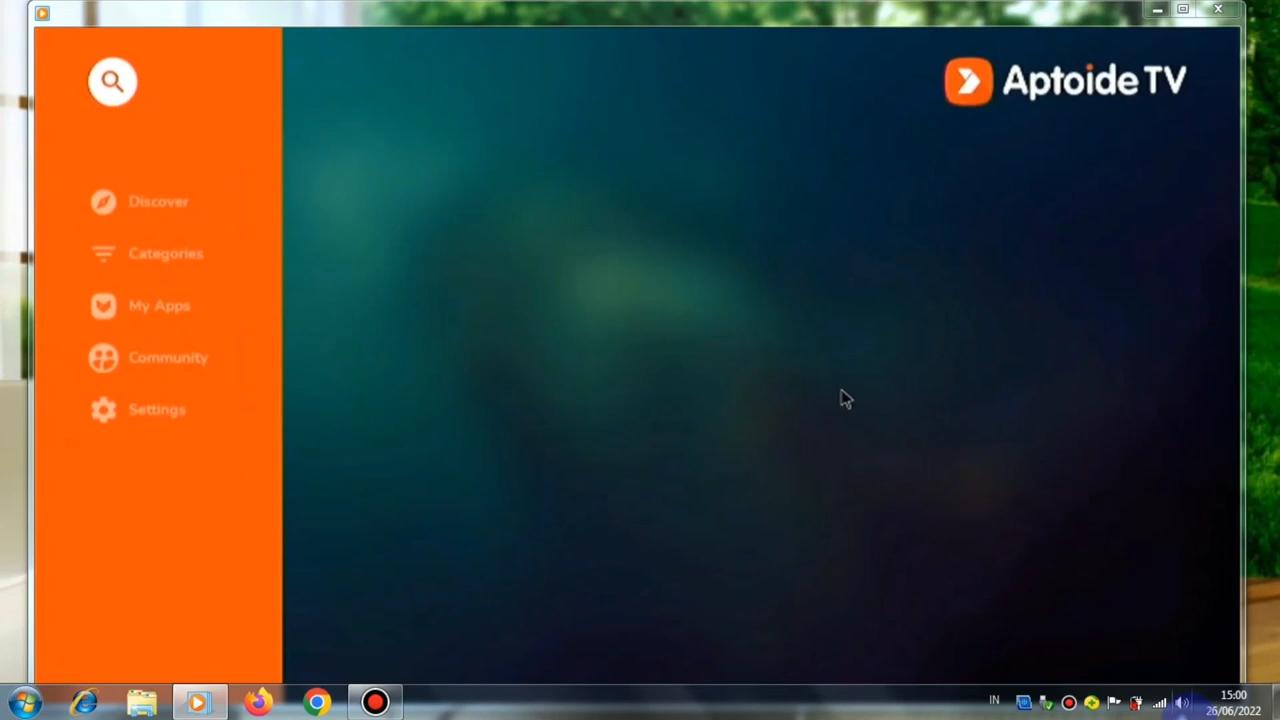 Aptoide TV
Discover
Categories
My Apps
Community
Settings
IN
15:00
26/06/2022